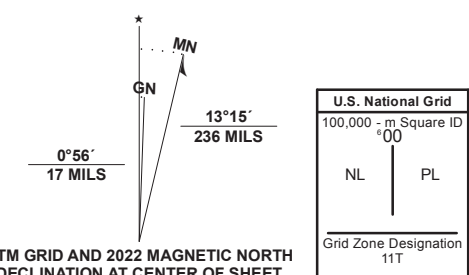 ★
MN
GN
0°56´
17 MILS
13°15´
236 MILS
TM GRID AND 2022 MAGNETIC NORTH
DECLINATION AT CENTER OF SHEET
U.S. National Grid
100,000 - m Square ID
⁶00
NL
PL
Grid Zone Designation
11T